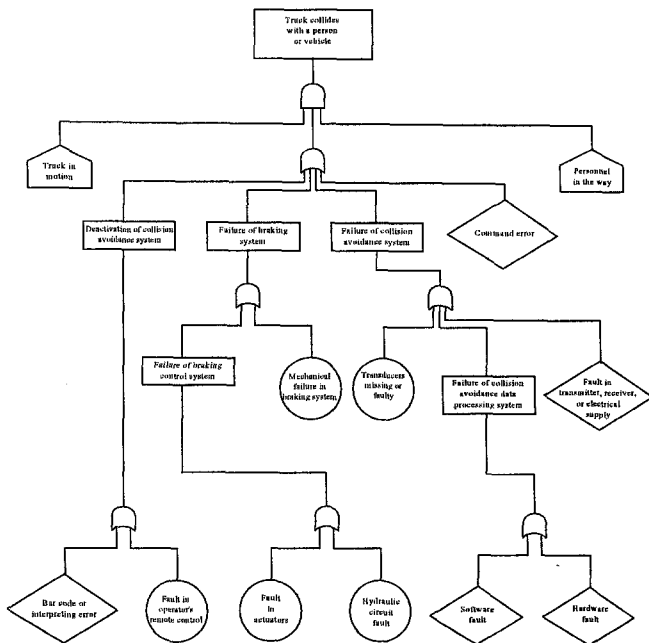 Truck collides
with a person
or vehicle
Truck in
motion
Personnel
in the way
Deactivation of collision
avoidance system
Failure of braking
system
Failure of collision
avoidance system
Command error
Failure of braking
control system
Mechanical
failure in
braking system
Transducers
missing or
faulty
Failure of collision
avoidance data
processing system
Fault in
transmitter, receiver,
or electrical
supply
Bar code or
interpreting error
Fault in
operator's
remote control
Fault
in
actuators
Hydraulic
circuit
fault
Software
fault
Hardware
fault